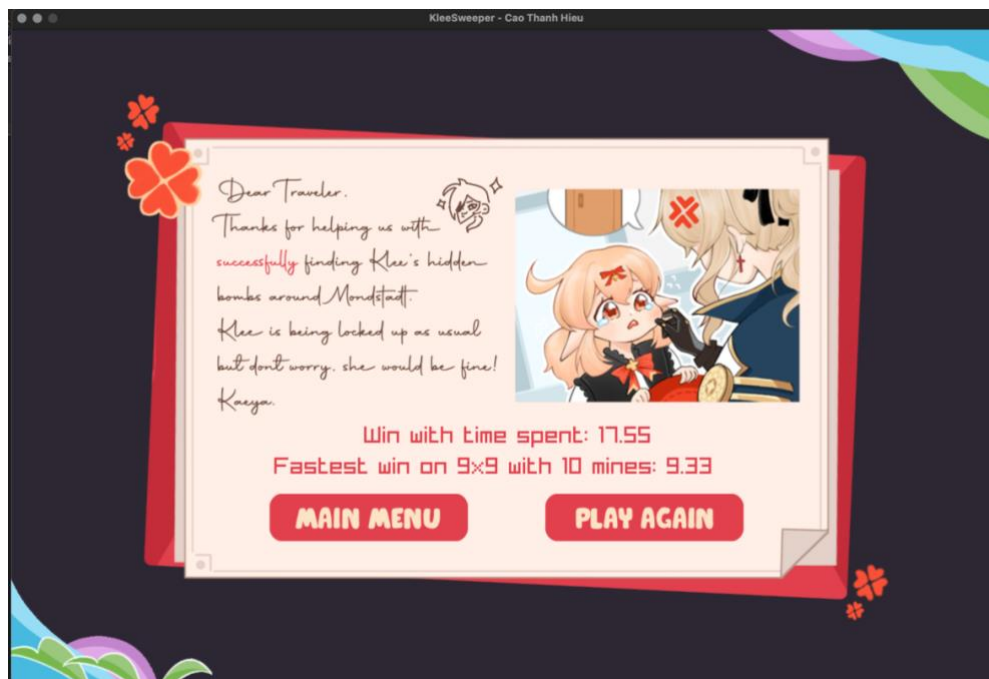 KleeSweeper - Cao Thanh Hieu
Dear Traveler.
Thanks for helping us with
successfully finding Klee's hidden
bombs around Mondstadt.
Klee is being locked up as usual
but dont worry. she would be fine!
Kaeya.
Win with time spent: 17.55
Fastest win on 9x9 with 10 mines: 9.33
MAIN MENU
PLAY AGAIN